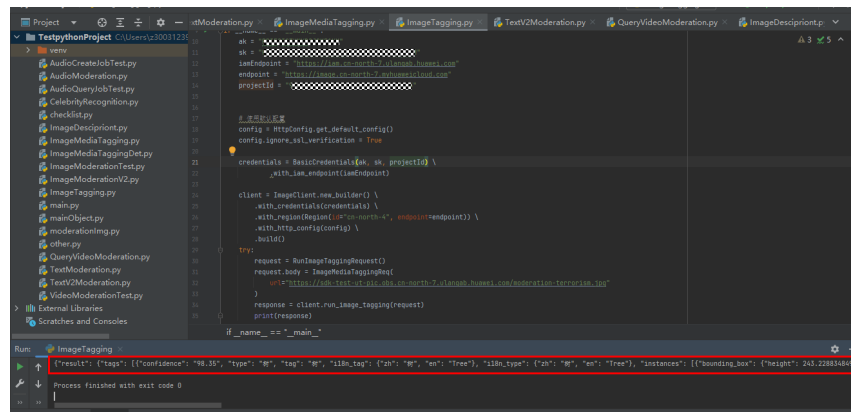 Project
xtModeration.py ImageMediaTagging.py ImageTagging.py TextV2Moderation.py QueryVideoModeration.py ImageDescipriont.p
TestpythonProject C:\Users\z30031239
venv
AudioCreateJobTest.py
AudioModeration.py
AudioQueryJobTest.py
CelebrityRecognition.py
checklist.py
ImageDescipriont.py
ImageMediaTagging.py
ImageMediaTaggingDet.py
ImageModerationTest.py
ImageModerationV2.py
ImageTagging.py
main.py
mainObject.py
moderationImg.py
other.py
QueryVideoModeration.py
TextModeration.py
TextV2Moderation.py
VideoModerationTest.py
External Libraries
Scratches and Consoles
3 5
ak = "
sk = "
iamEndpoint = "https://iam.cn-north-7.ulanqab.huawei.com"
endpoint = "https://image.cn-north-7.myhuaweicloud.com"
projectId = "
# 使用默认配置
config = HttpConfig.get_default_config()
config.ignore_ssl_verification = True
credentials = BasicCredentials(ak, sk, projectId) \
.with_iam_endpoint(iamEndpoint)
client = ImageClient.new_builder() \
.with_credentials(credentials) \
.with_region(Region(id="cn-north-4", endpoint=endpoint)) \
.with_http_config(config) \
.build()
try:
request = RunImageTaggingRequest()
request.body = ImageMediaTaggingReq(
url="https://sdk-test-ut-pic.obs.cn-north-7.ulanqab.huawei.com/moderation-terrorism.jpg"
)
response = client.run_image_tagging(request)
print(response)
if __name__ == "__main__"
Run: ImageTagging
{"result": {"tags": [{"confidence": "98.35", "type": "树", "tag": "树", "i18n_tag": {"zh": "树", "en": "Tree"}, "i18n_type": {"zh": "树", "en": "Tree"}, "instances": [{"bounding_box": {"height": 243.22883484
Process finished with exit code 0